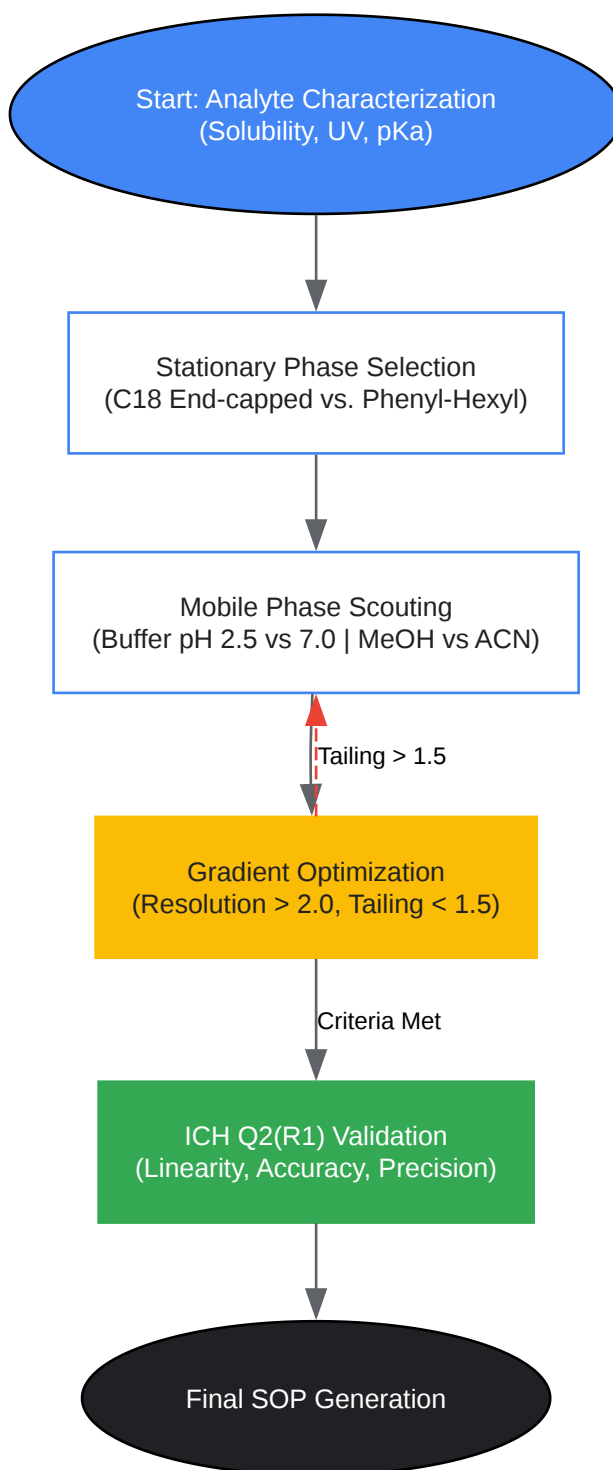 Start: Analyte Characterization
(Solubility, UV, pKa)
Stationary Phase Selection
(C18 End-capped vs. Phenyl-Hexyl)
Mobile Phase Scouting
(Buffer pH 2.5 vs 7.0 | MeOH vs ACN)
Tailing > 1.5
Gradient Optimization
(Resolution > 2.0, Tailing < 1.5)
Criteria Met
ICH Q2(R1) Validation
(Linearity, Accuracy, Precision)
Final SOP Generation